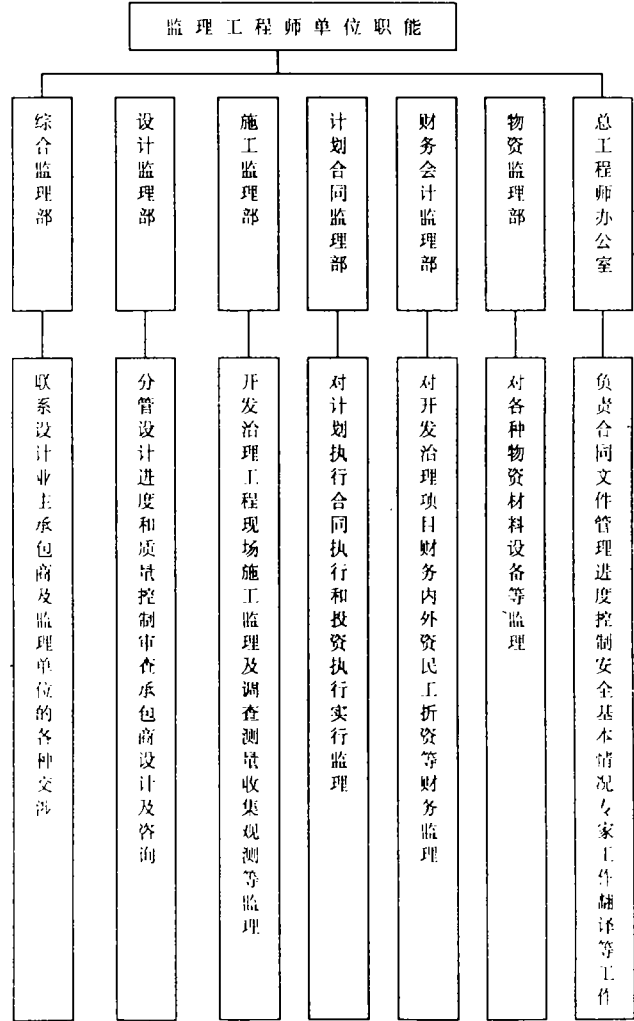 监理工程师单位职能
综合监理部
设计监理部
施工监理部
计划合同监理部
财务会计监理部
物资监理部
总工程师办公室
联系设计业主承包商及监理单位的各种交涉
分管设计进度和质量控制审查承包商设计及咨询
开发治理工程现场施工监理及调查测量收集观测等监理
对计划执行合同执行和投资执行实行监理
对开发治理项目财务内外资民工折资等财务监理
对各种物资材料设备等监理
负责合同文件管理进度控制安全基本情况专家工作翻译等工作